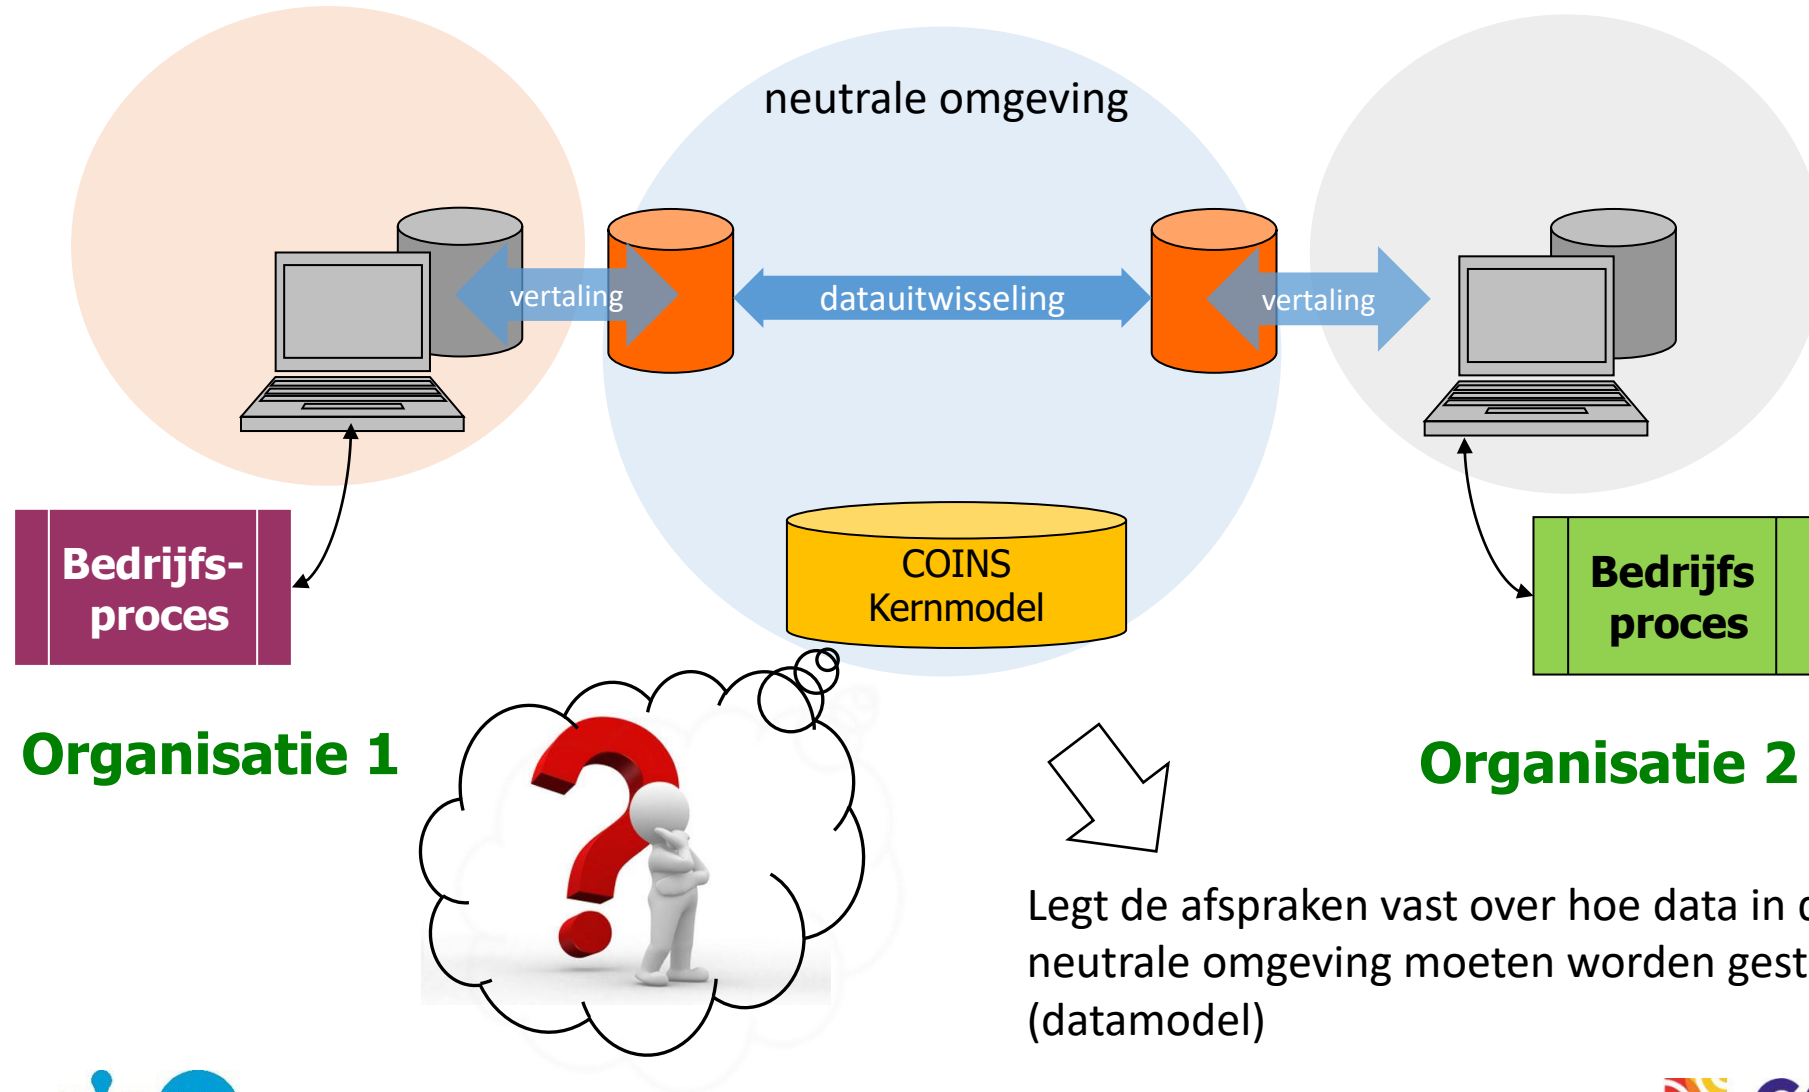 neutrale omgeving
vertaling
datauitwisseling
vertaling
COINS
Kernmodel
Bedrijfs-
proces
Bedrijfs
proces
Organisatie 1
Organisatie 2
Legt de afspraken vast over hoe data in
neutrale omgeving moeten worden
(datamodel)